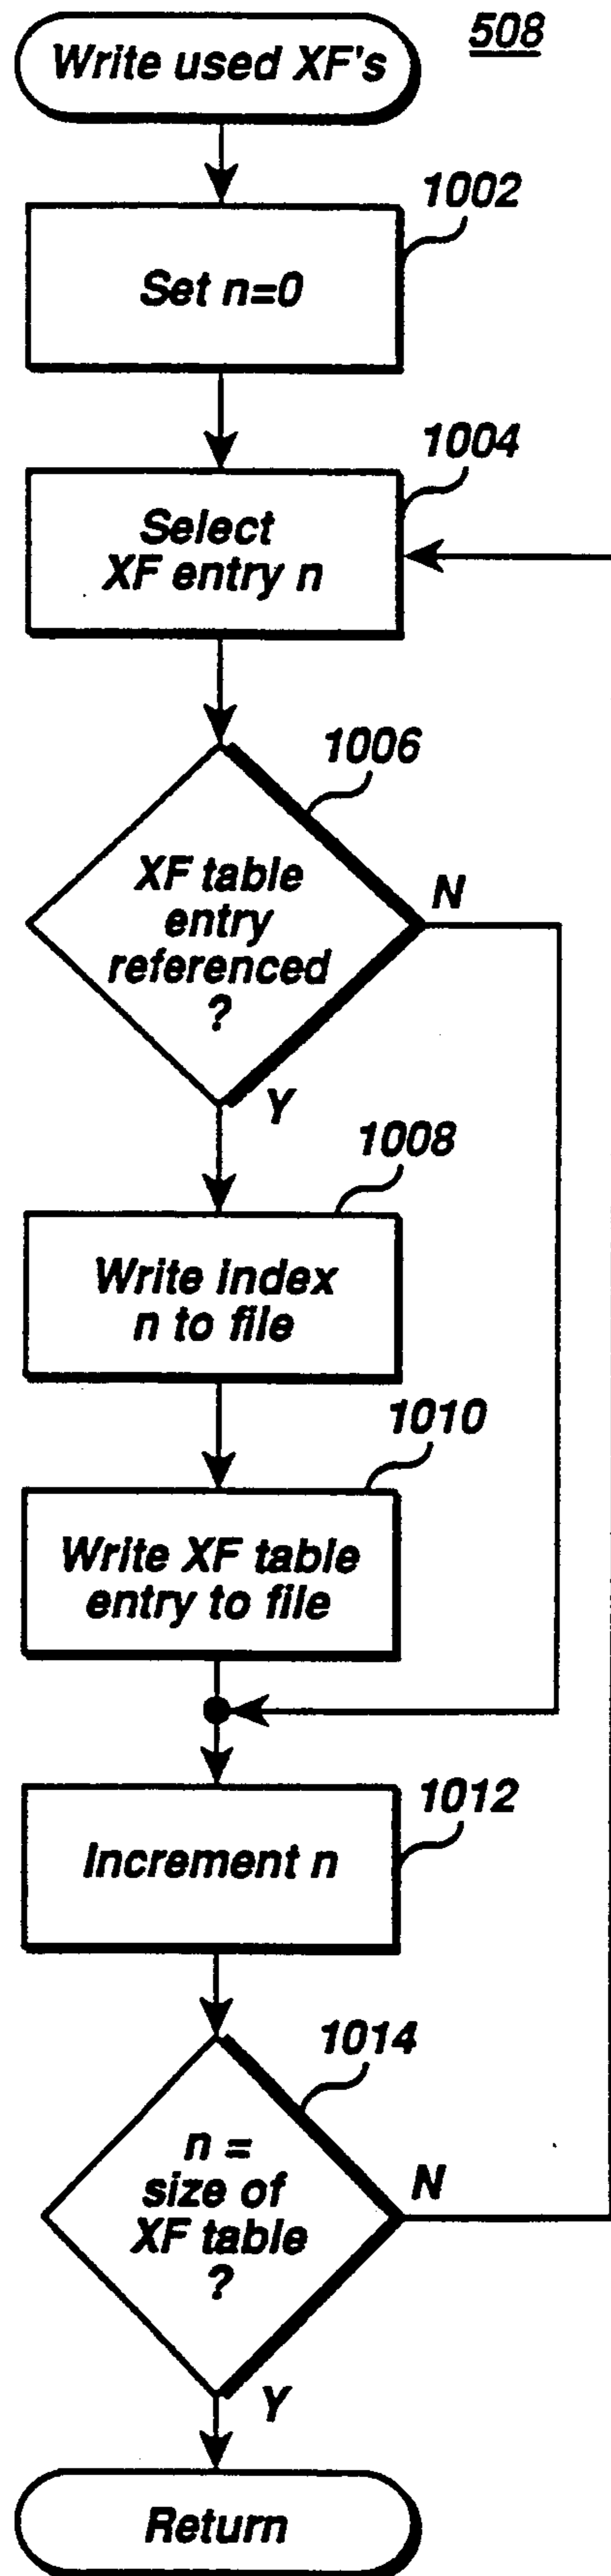 508
Write used XF's
1002
Set n=0
1004
Select
XF entry n
1006
XF table
entry
referenced
?
N
Y
1008
Write index
n to file
1010
Write XF table
entry to file
1012
Increment n
1014
n =
size of
XF table
?
N
Y
Return